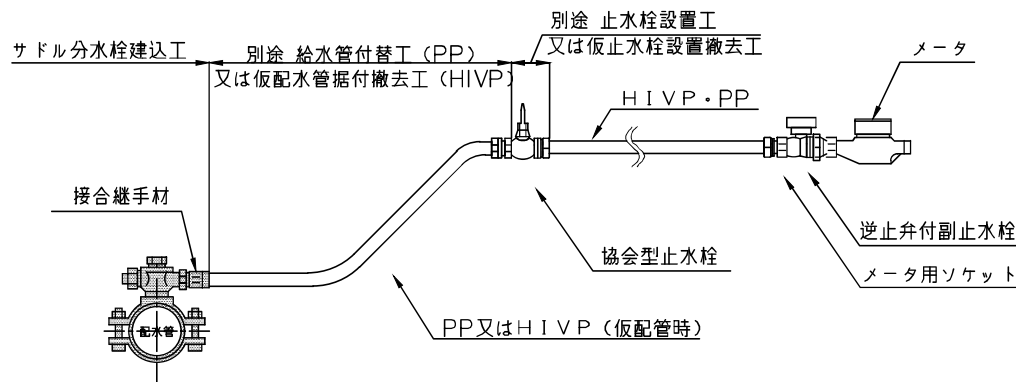 サドル分水栓建込工
別途 給水管付替工（PP）
又は仮配水管据付撤去工（HIVP）
別途 止水栓設置工
又は仮止水栓設置撤去工
メータ
ＨＩＶＰ・PP
接合継手材
逆止弁付副止水栓
協会型止水栓
メータ用ソケット
配水管
PP又はＨＩＶＰ（仮配管時）